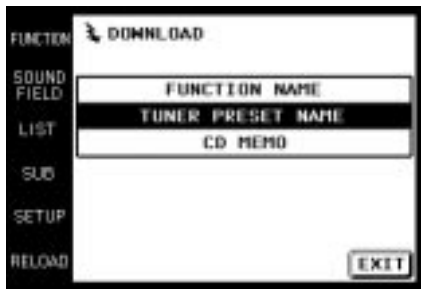 FUNCTION
SOUND
FIELD
LIST
SUB
SETUP
RELOAD
DOWNLOAD
FUNCTION NAME
TUNER PRESET NAME
CD MEMO
EXIT